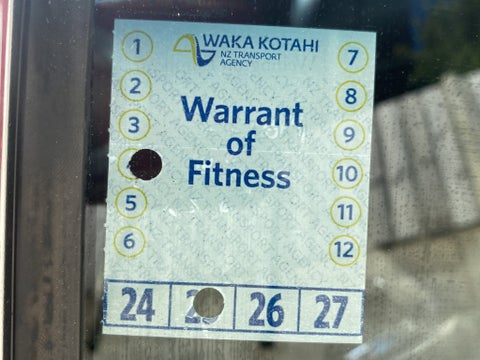 WAKA KOTAHI
NZ TRANSPORT
AGENCY
Warrant
of
Fitness
1
2
3
5
6
7
8
9
10
11
12
24 26 27